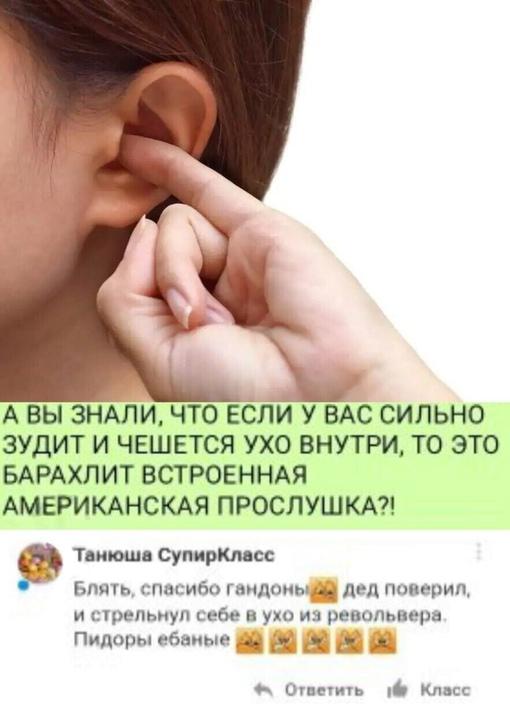 А ВЫ ЗНАЛИ, ЧТО ЕСЛИ У ВАС СИЛЬНО
ЗУДИТ И ЧЕШЕТСЯ УХО ВНУТРИ, ТО ЭТО
БАРАХЛИТ ВСТРОЕННАЯ
АМЕРИКАНСКАЯ ПРОСЛУШКА?!
Танюша СупирКласс
Блять, спасибо гандоны дед поверил,
и стрельнул себе в ухо из револьвера.
Пидоры ебаные
Ответить Класс